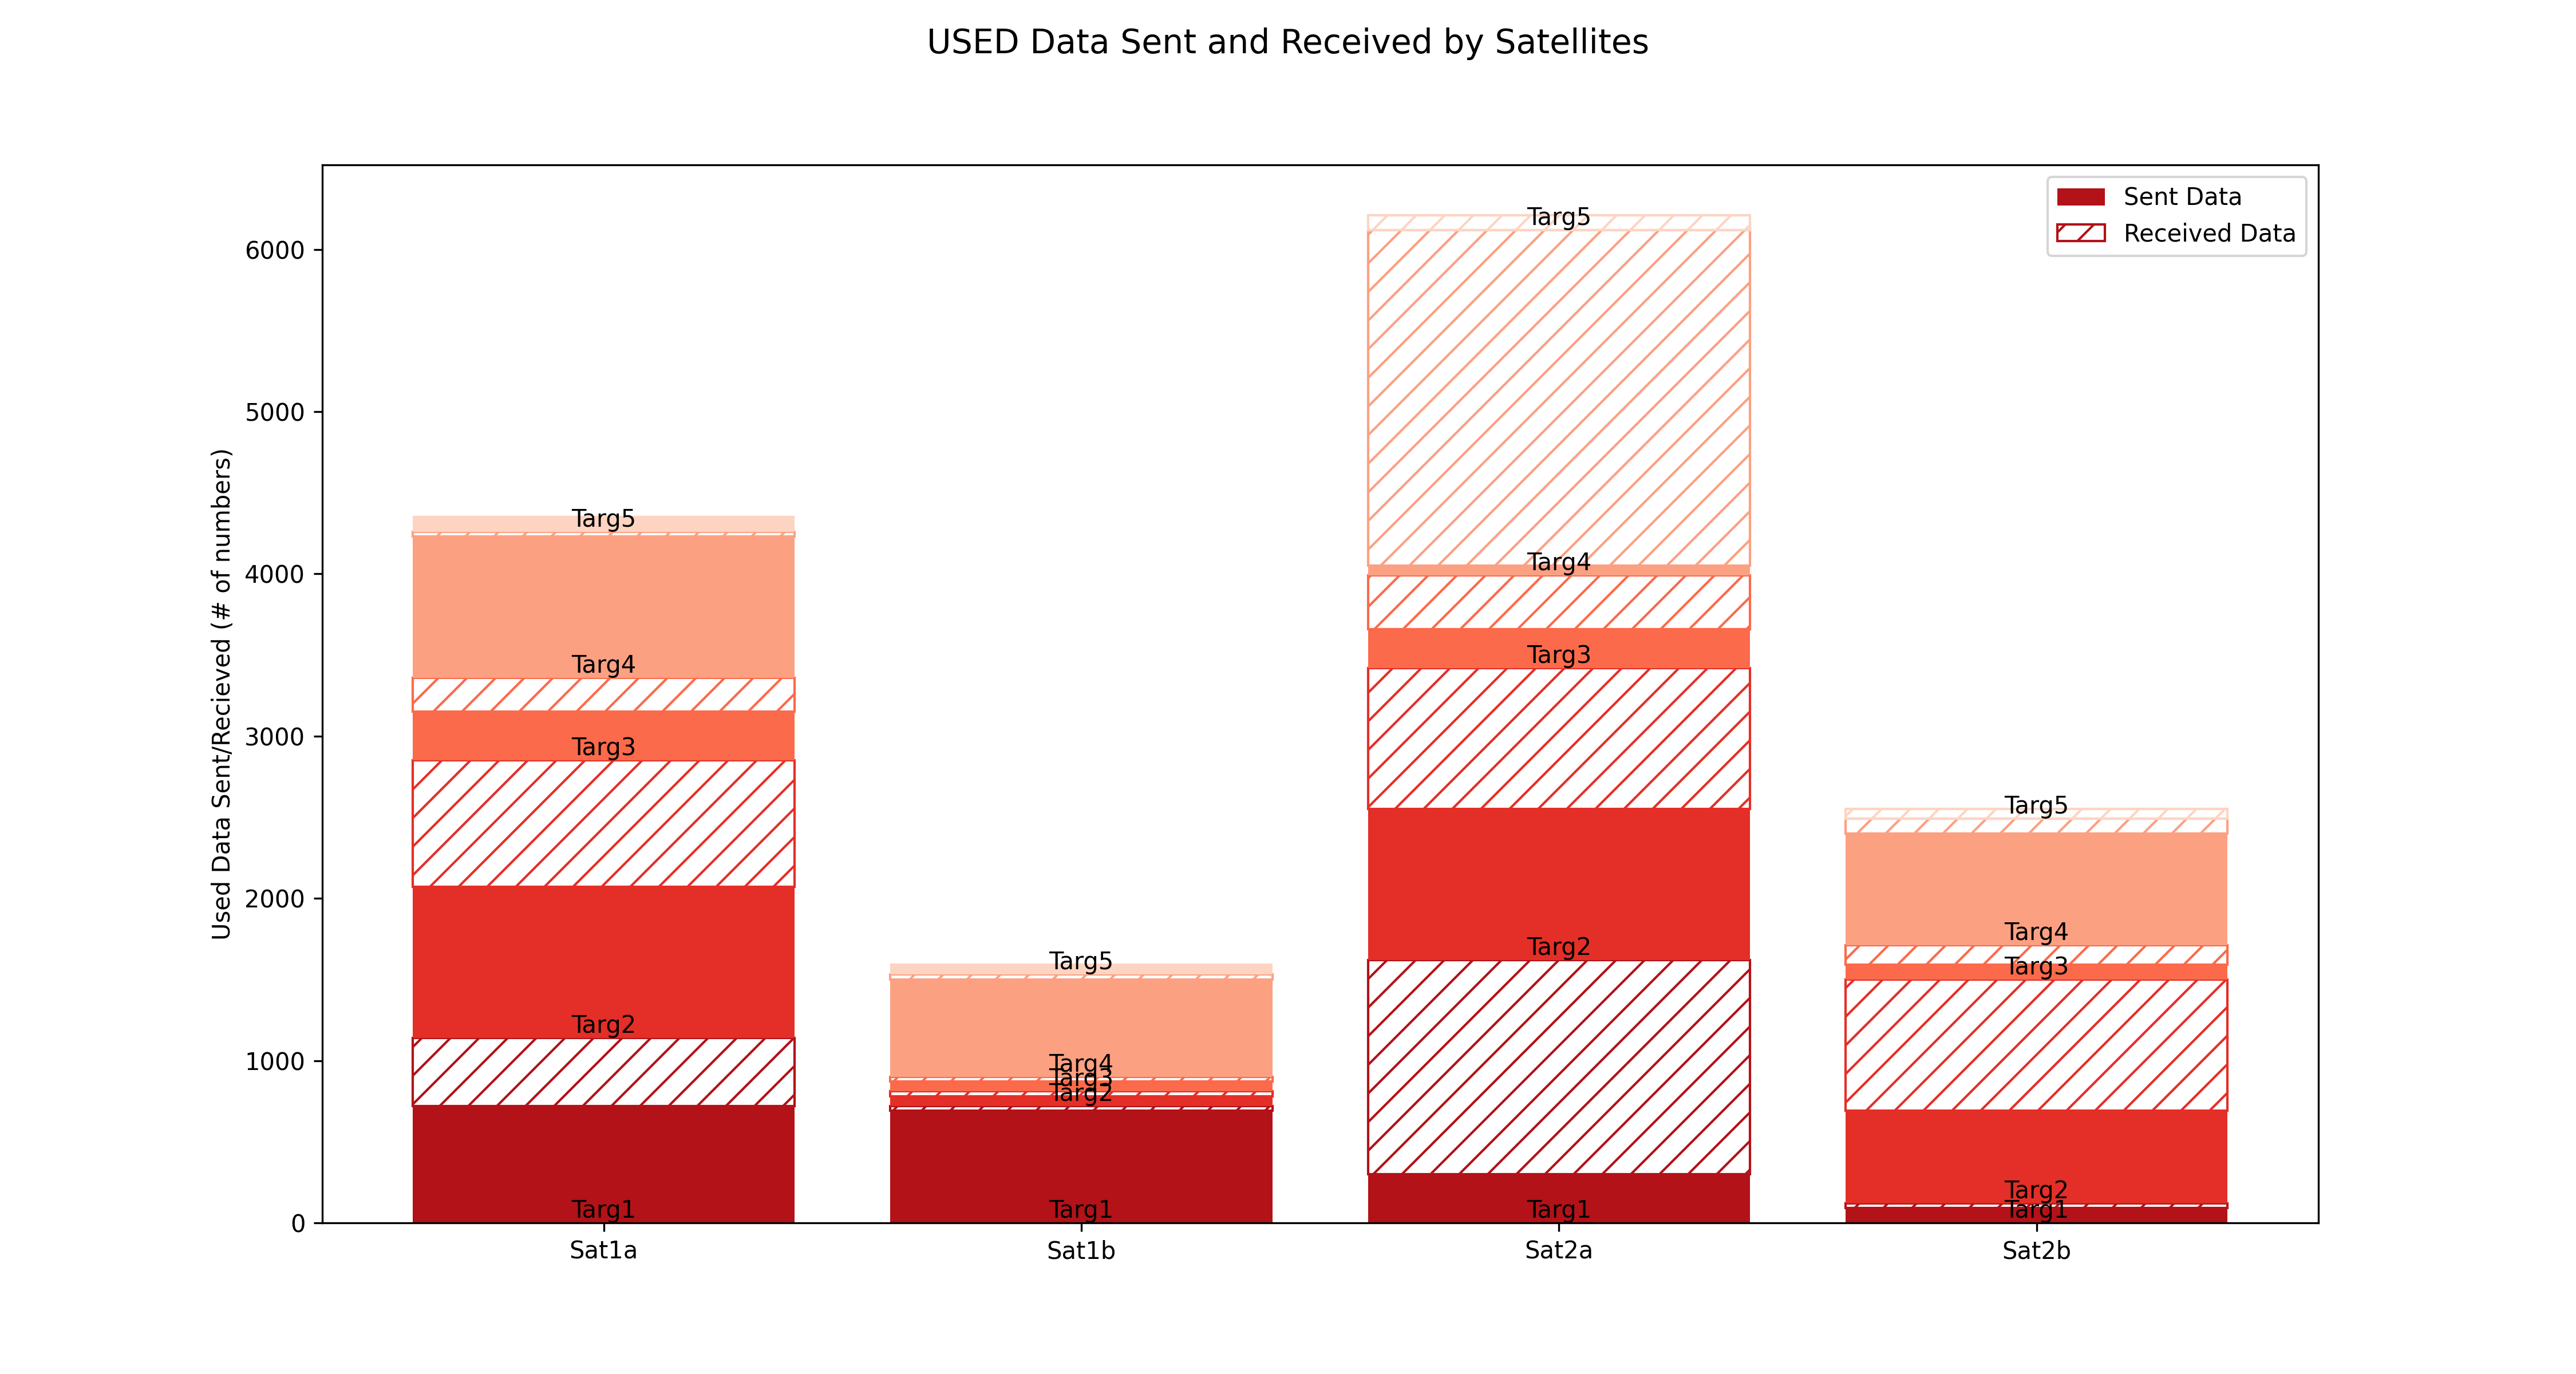 USED Data Sent and Received by Satellites
Sent Data
Received Data
Used Data Sent/Recieved (# of numbers)
6000
5000
4000
3000
2000
1000
0
Targ5
Targ4
Targ3
Targ2
Targ1
Targ5
Targ4
Targ3
Targ2
Targ1
Targ5
Targ4
Targ3
Targ2
Targ1
Targ5
Targ4
Targ3
Targ2
Targ1
Sat1a
Sat1b
Sat2a
Sat2b